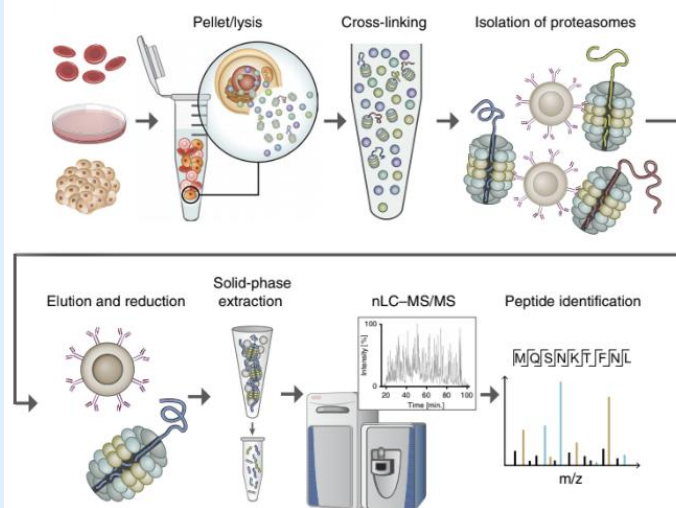 Pellet/lysis
Cross-linking
Isolation of proteasomes
Elution and reduction
Solid-phase
extraction
nLC–MS/MS
Peptide identification
100
Intensity [%]
0
20 40 60 80 100
Time [min.]
MQSNKTFNL
m/z